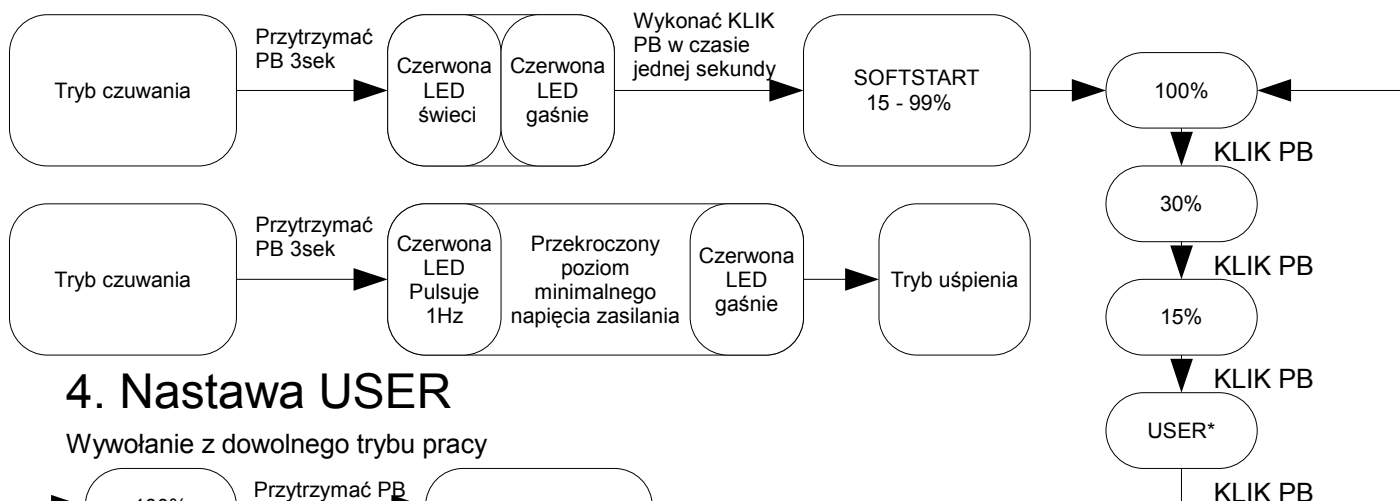 Tryb czuwania
Przytrzymać
PB 3sek
Czerwona
LED
świeci
Czerwona
LED
gaśnie
Wykonać KLIK
PB w czasie
jednej sekundy
SOFTSTART
15 - 99%
100%
KLIK PB
30%
KLIK PB
15%
KLIK PB
USER*
KLIK PB
Tryb czuwania
Przytrzymać
PB 3sek
Czerwona
LED
Pulsuje
1Hz
Przekroczony
poziom
minimalnego
napięcia zasilania
Czerwona
LED
gaśnie
Tryb uśpienia
4. Nastawa USER
Wywołanie z dowolnego trybu pracy
100%
Przytrzymać PB